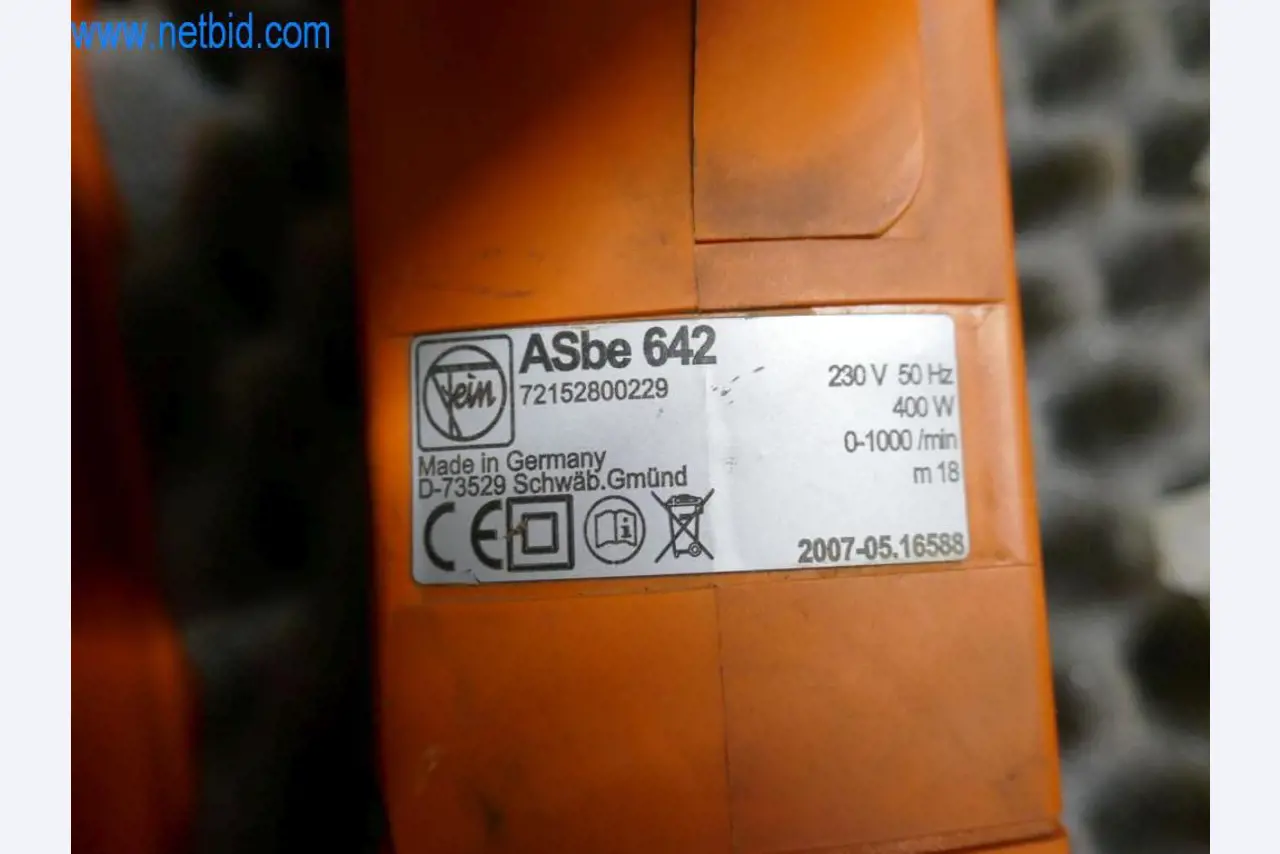 www.netbid.com
Fein
ASbe 642
72152800229
Made in Germany
D-73529 Schwäb.Gmünd
CE
i
230 V 50 Hz
400 W
0-1000 /min
m 18
2007-05.16588